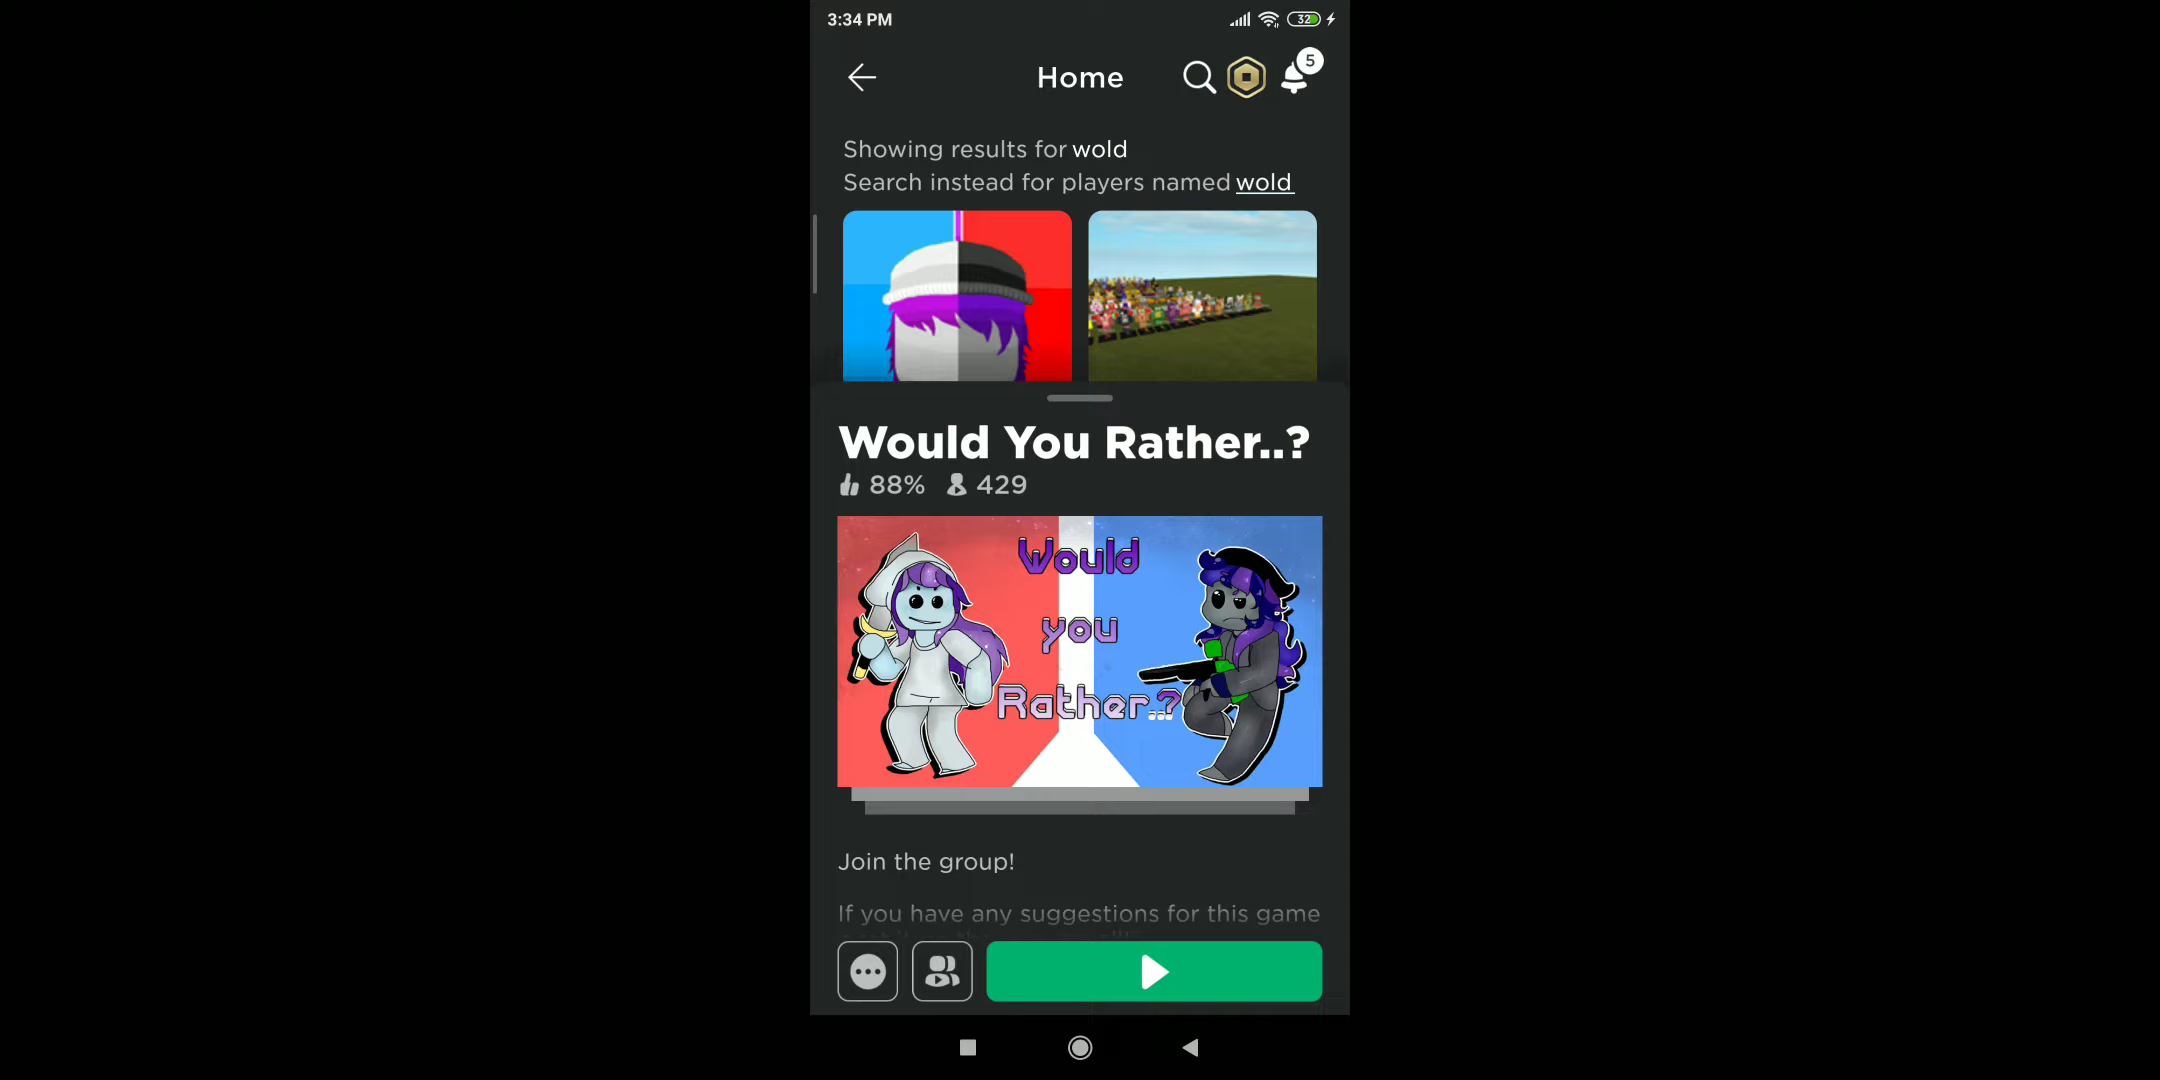 3:34 PM
32
Home
5
Showing results for wold
Search instead for players named wold
Would You Rather..?
88% 429
Would
you
Rather...?
Join the group!
If you have any suggestions for this game